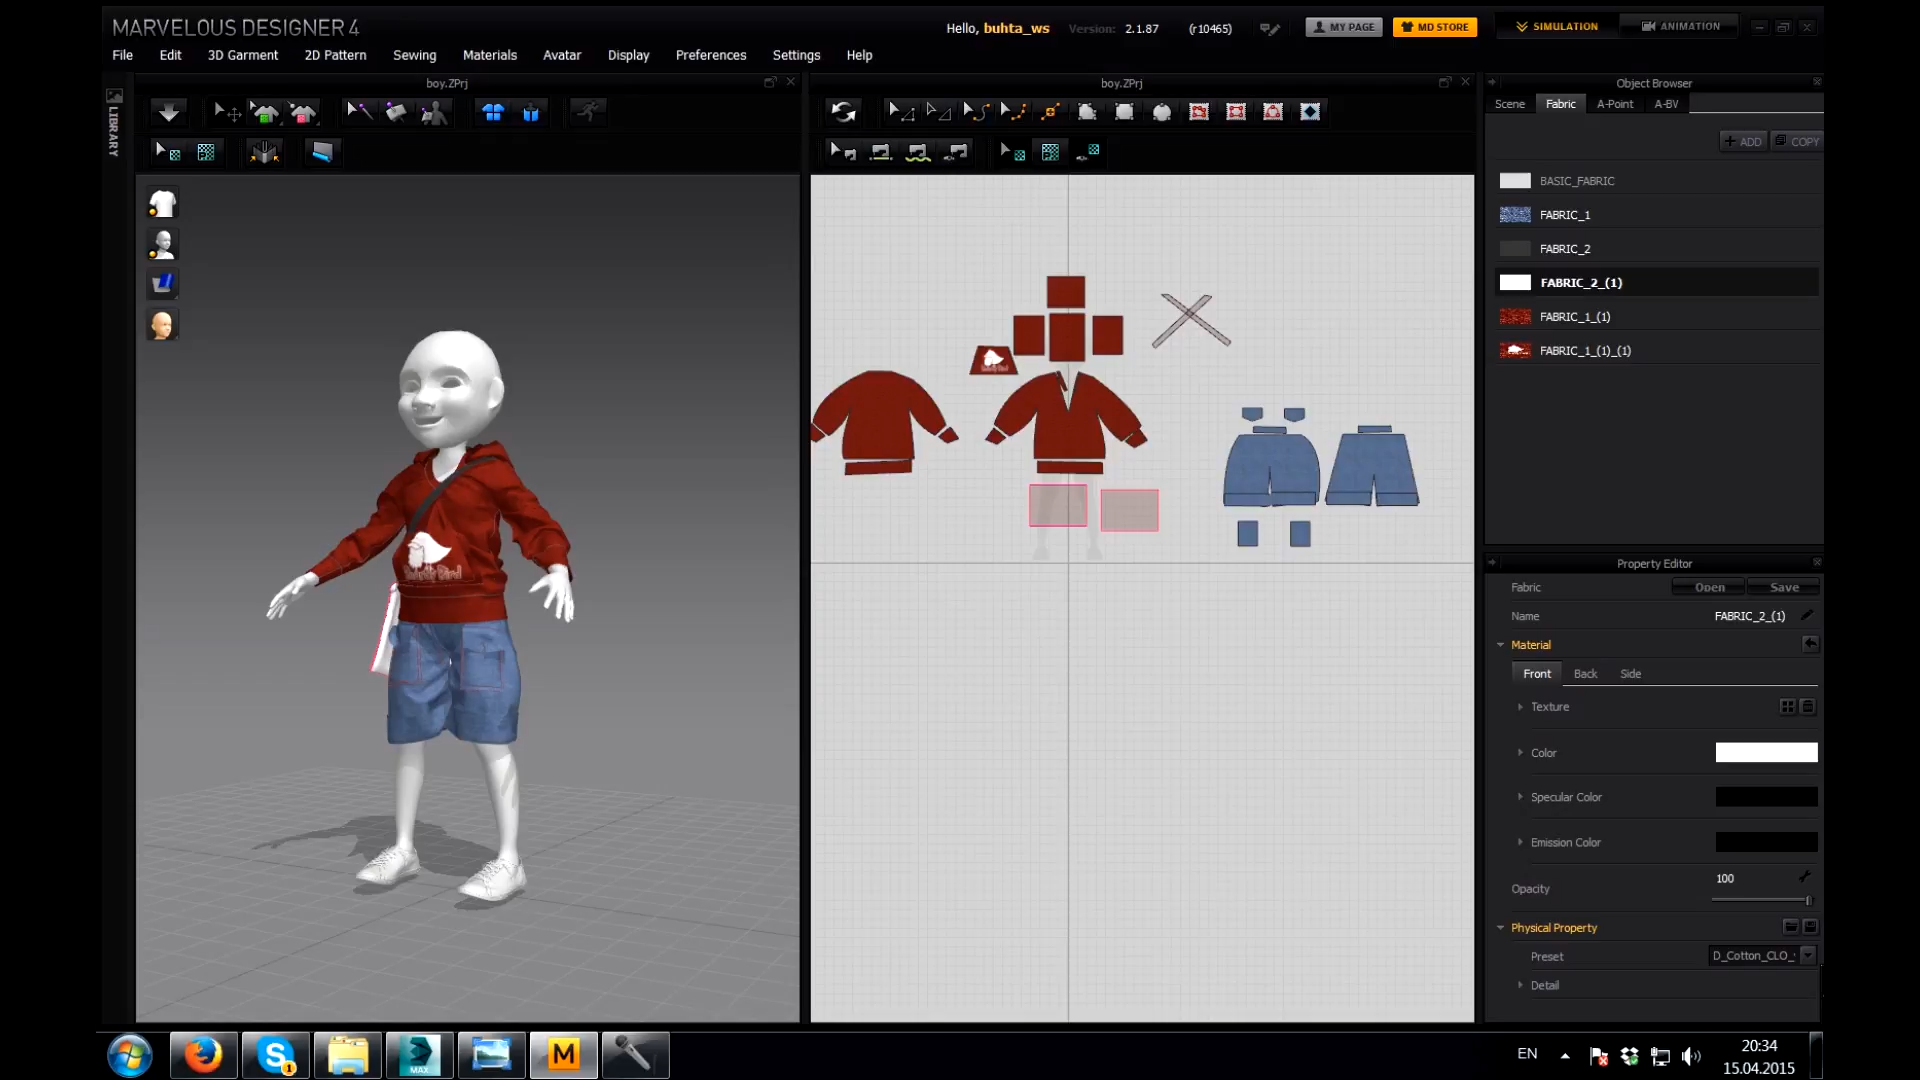 MARVELOUS DESIGNER 4
Hello, buhta_ws
Version: 2.1.87 (r10465)
MY PAGE
MD STORE
SIMULATION
ANIMATION
File Edit 3D Garment 2D Pattern Sewing Materials Avatar Display Preferences Settings Help
LIBRARY
boy.ZPrj
boy.ZPrj
Object Browser
Scene Fabric A-Point A-BV
+ ADD COPY
BASIC_FABRIC
FABRIC_1
FABRIC_2
FABRIC_2_(1)
FABRIC_1_(1)
FABRIC_1_(1)_(1)
Property Editor
Fabric Open Save
Name FABRIC_2_(1)
Material
Front Back Side
Texture
Color
Specular Color
Emission Color
Opacity 100
Physical Property
Preset D_Cotton_CLO_
Detail
MAX
1
M
EN
20:34
15.04.2015